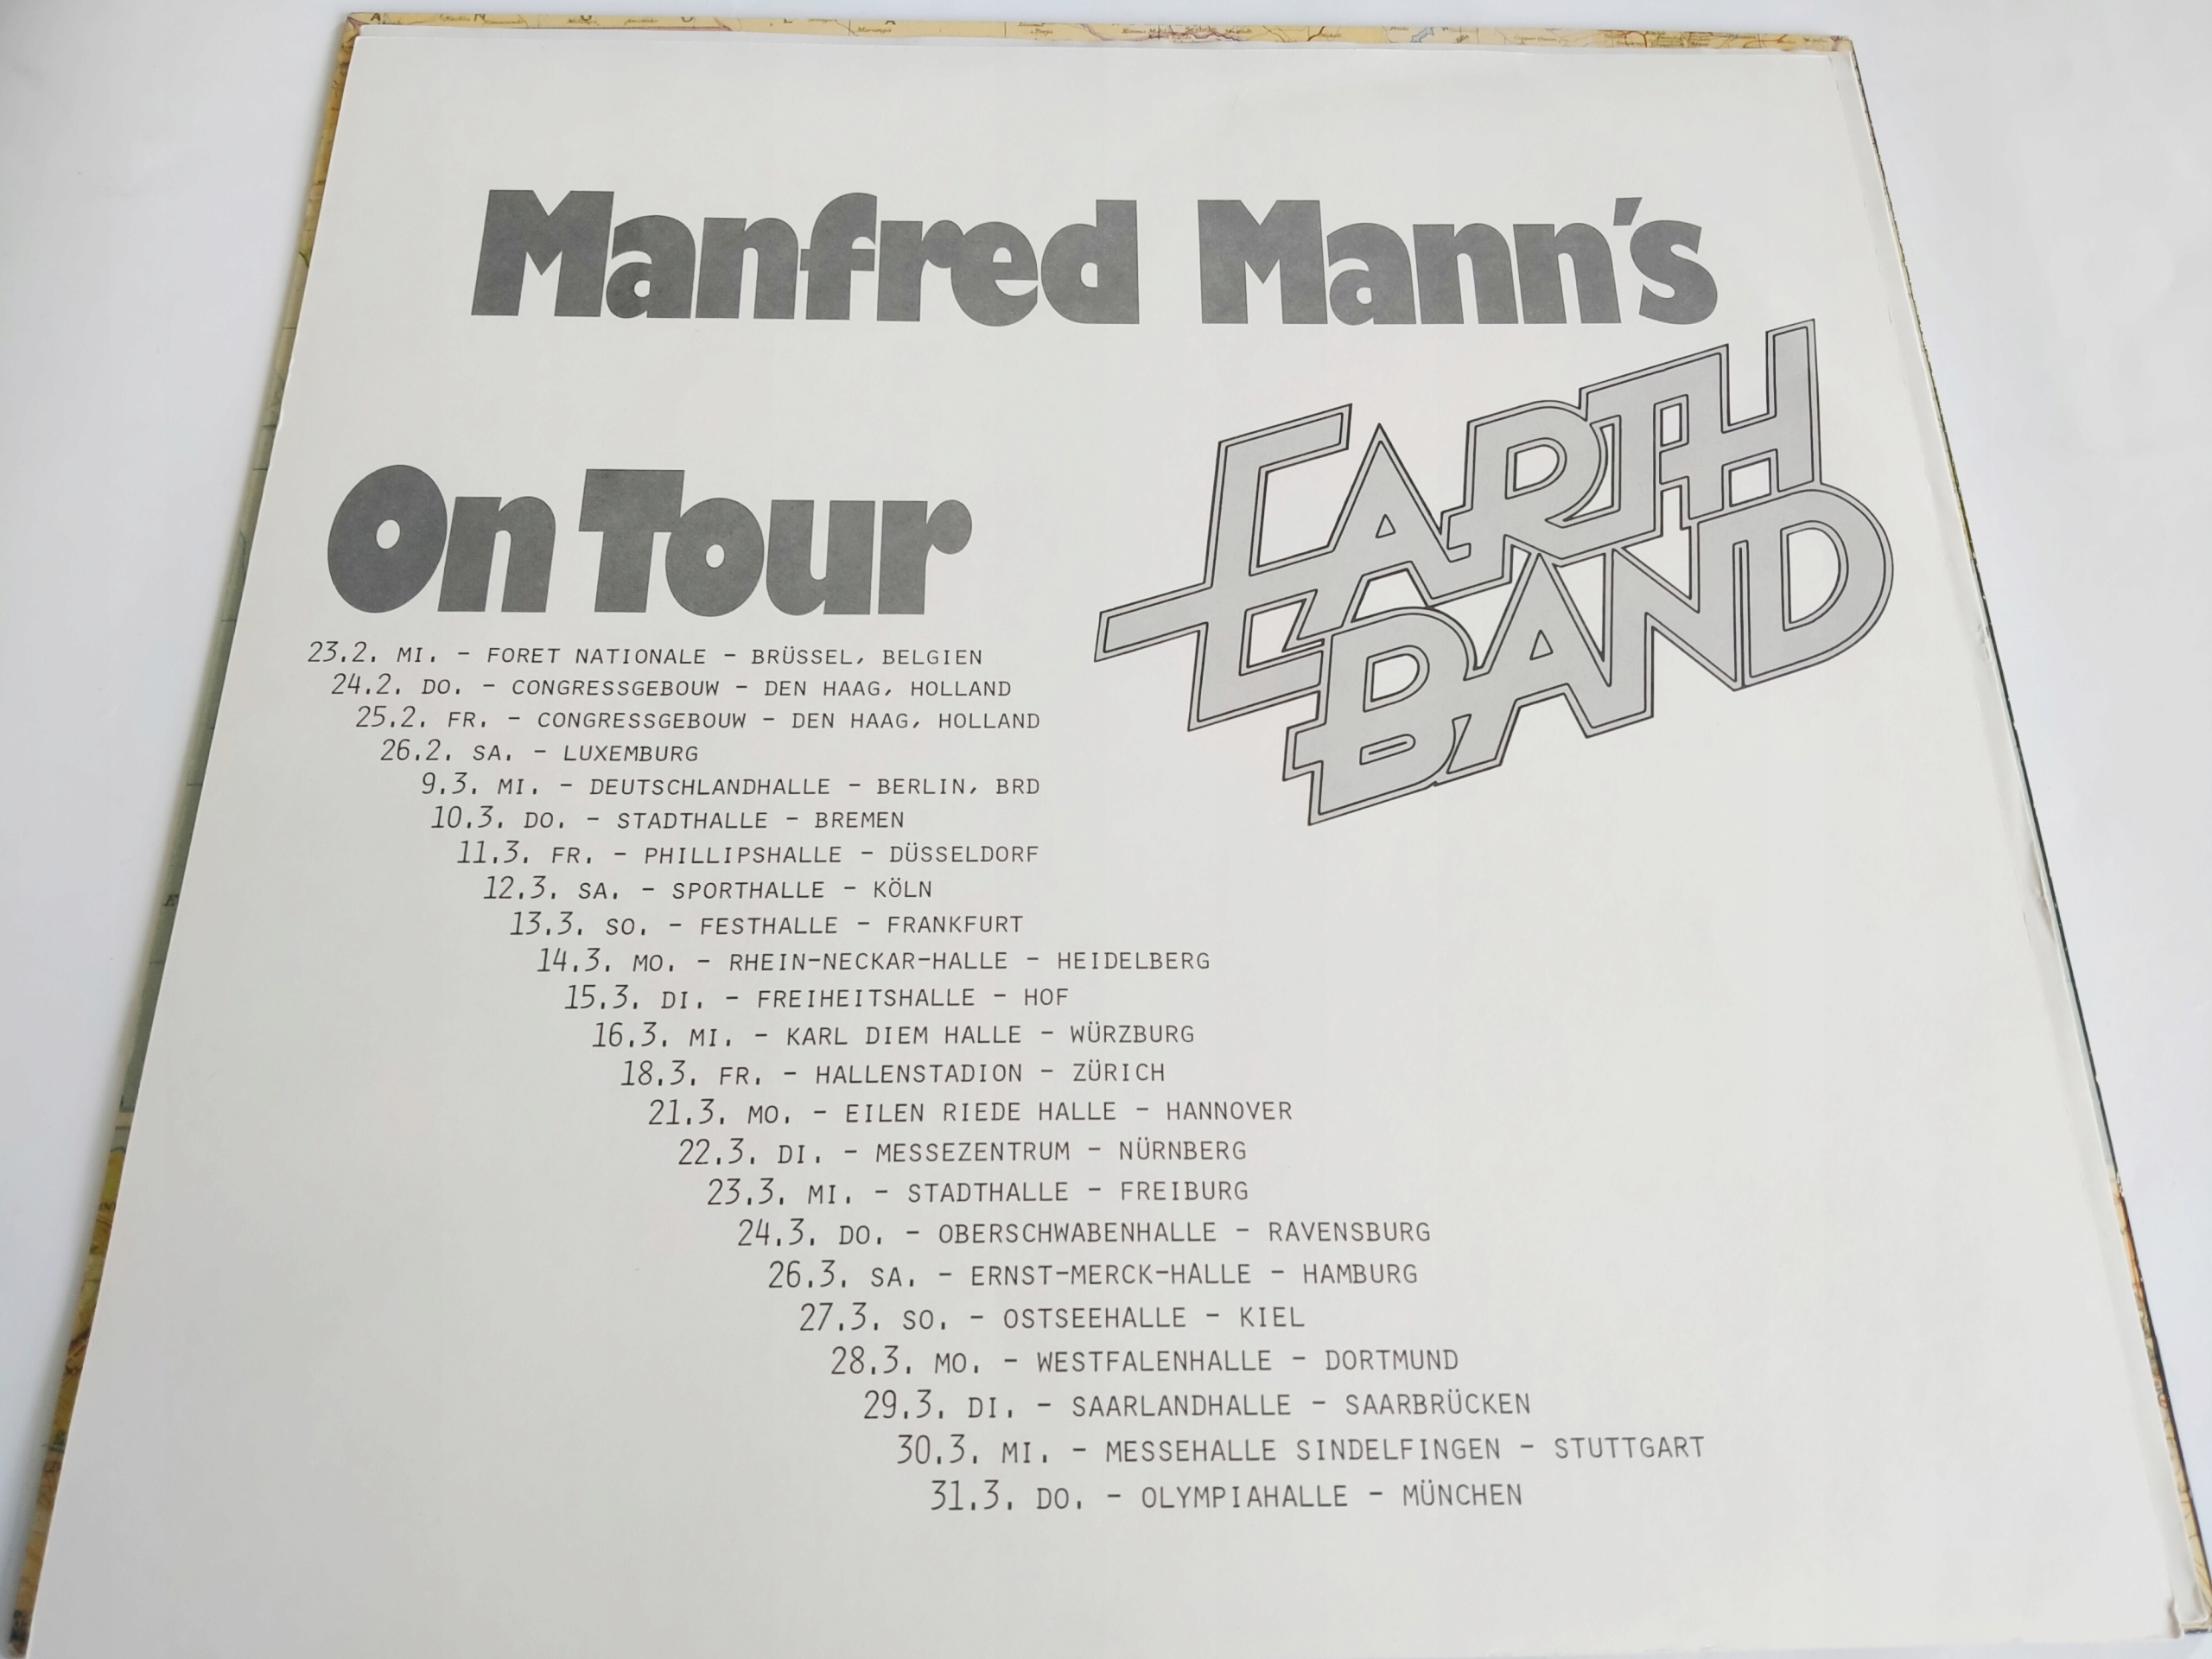 Manfred Mann's
EARTH
BAND
On Tour
23.2. MI. - FORET NATIONALE - BRÜSSEL, BELGIEN
24.2. DO. - CONGRESSGEBOUW - DEN HAAG, HOLLAND
25.2. FR. - CONGRESSGEBOUW - DEN HAAG, HOLLAND
26.2. SA. - LUXEMBURG
9.3. MI. - DEUTSCHLANDHALLE - BERLIN, BRD
10.3. DO. - STADTHALLE - BREMEN
11.3. FR. - PHILLIPSHALLE - DÜSSELDORF
12.3. SA. - SPORTHALLE - KÖLN
13.3. SO. - FESTHALLE - FRANKFURT
14.3. MO. - RHEIN-NECKAR-HALLE - HEIDELBERG
15.3. DI. - FREIHEITSHALLE - HOF
16.3. MI. - KARL DIEM HALLE - WÜRZBURG
18.3. FR. - HALLENSTADION - ZÜRICH
21.3. MO. - EILEN RIEDE HALLE - HANNOVER
22.3. DI. - MESSEZENTRUM - NÜRNBERG
23.3. MI. - STADTHALLE - FREIBURG
24.3. DO. - OBERSCHWABENHALLE - RAVENSBURG
26.3. SA. - ERNST-MERCK-HALLE - HAMBURG
27.3. SO. - OSTSEEHALLE - KIEL
28.3. MO. - WESTFALENHALLE - DORTMUND
29.3. DI. - SAARLANDHALLE - SAARBRÜCKEN
30.3. MI. - MESSEHALLE SINDELFINGEN - STUTTGART
31.3. DO. - OLYMPIAHALLE - MÜNCHEN